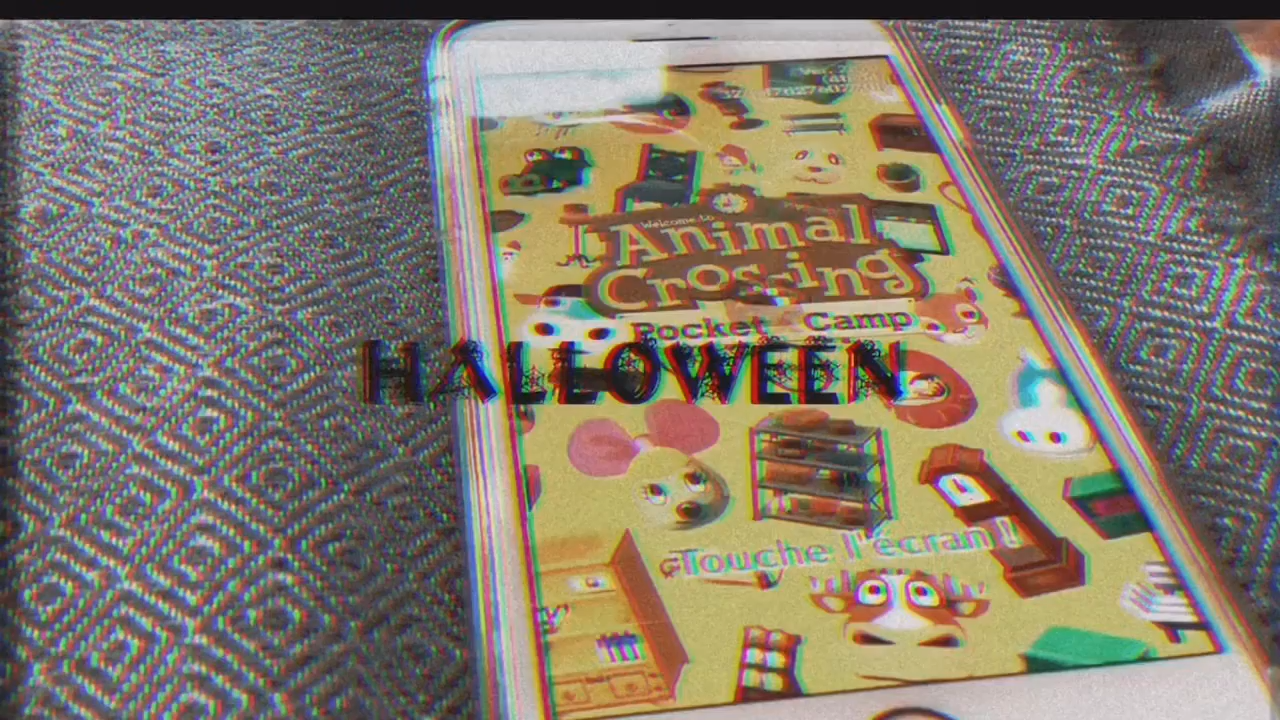 Welcome to
Animal
Crossing
Pocket Camp
HALLOWEEN
Touche l'écran !